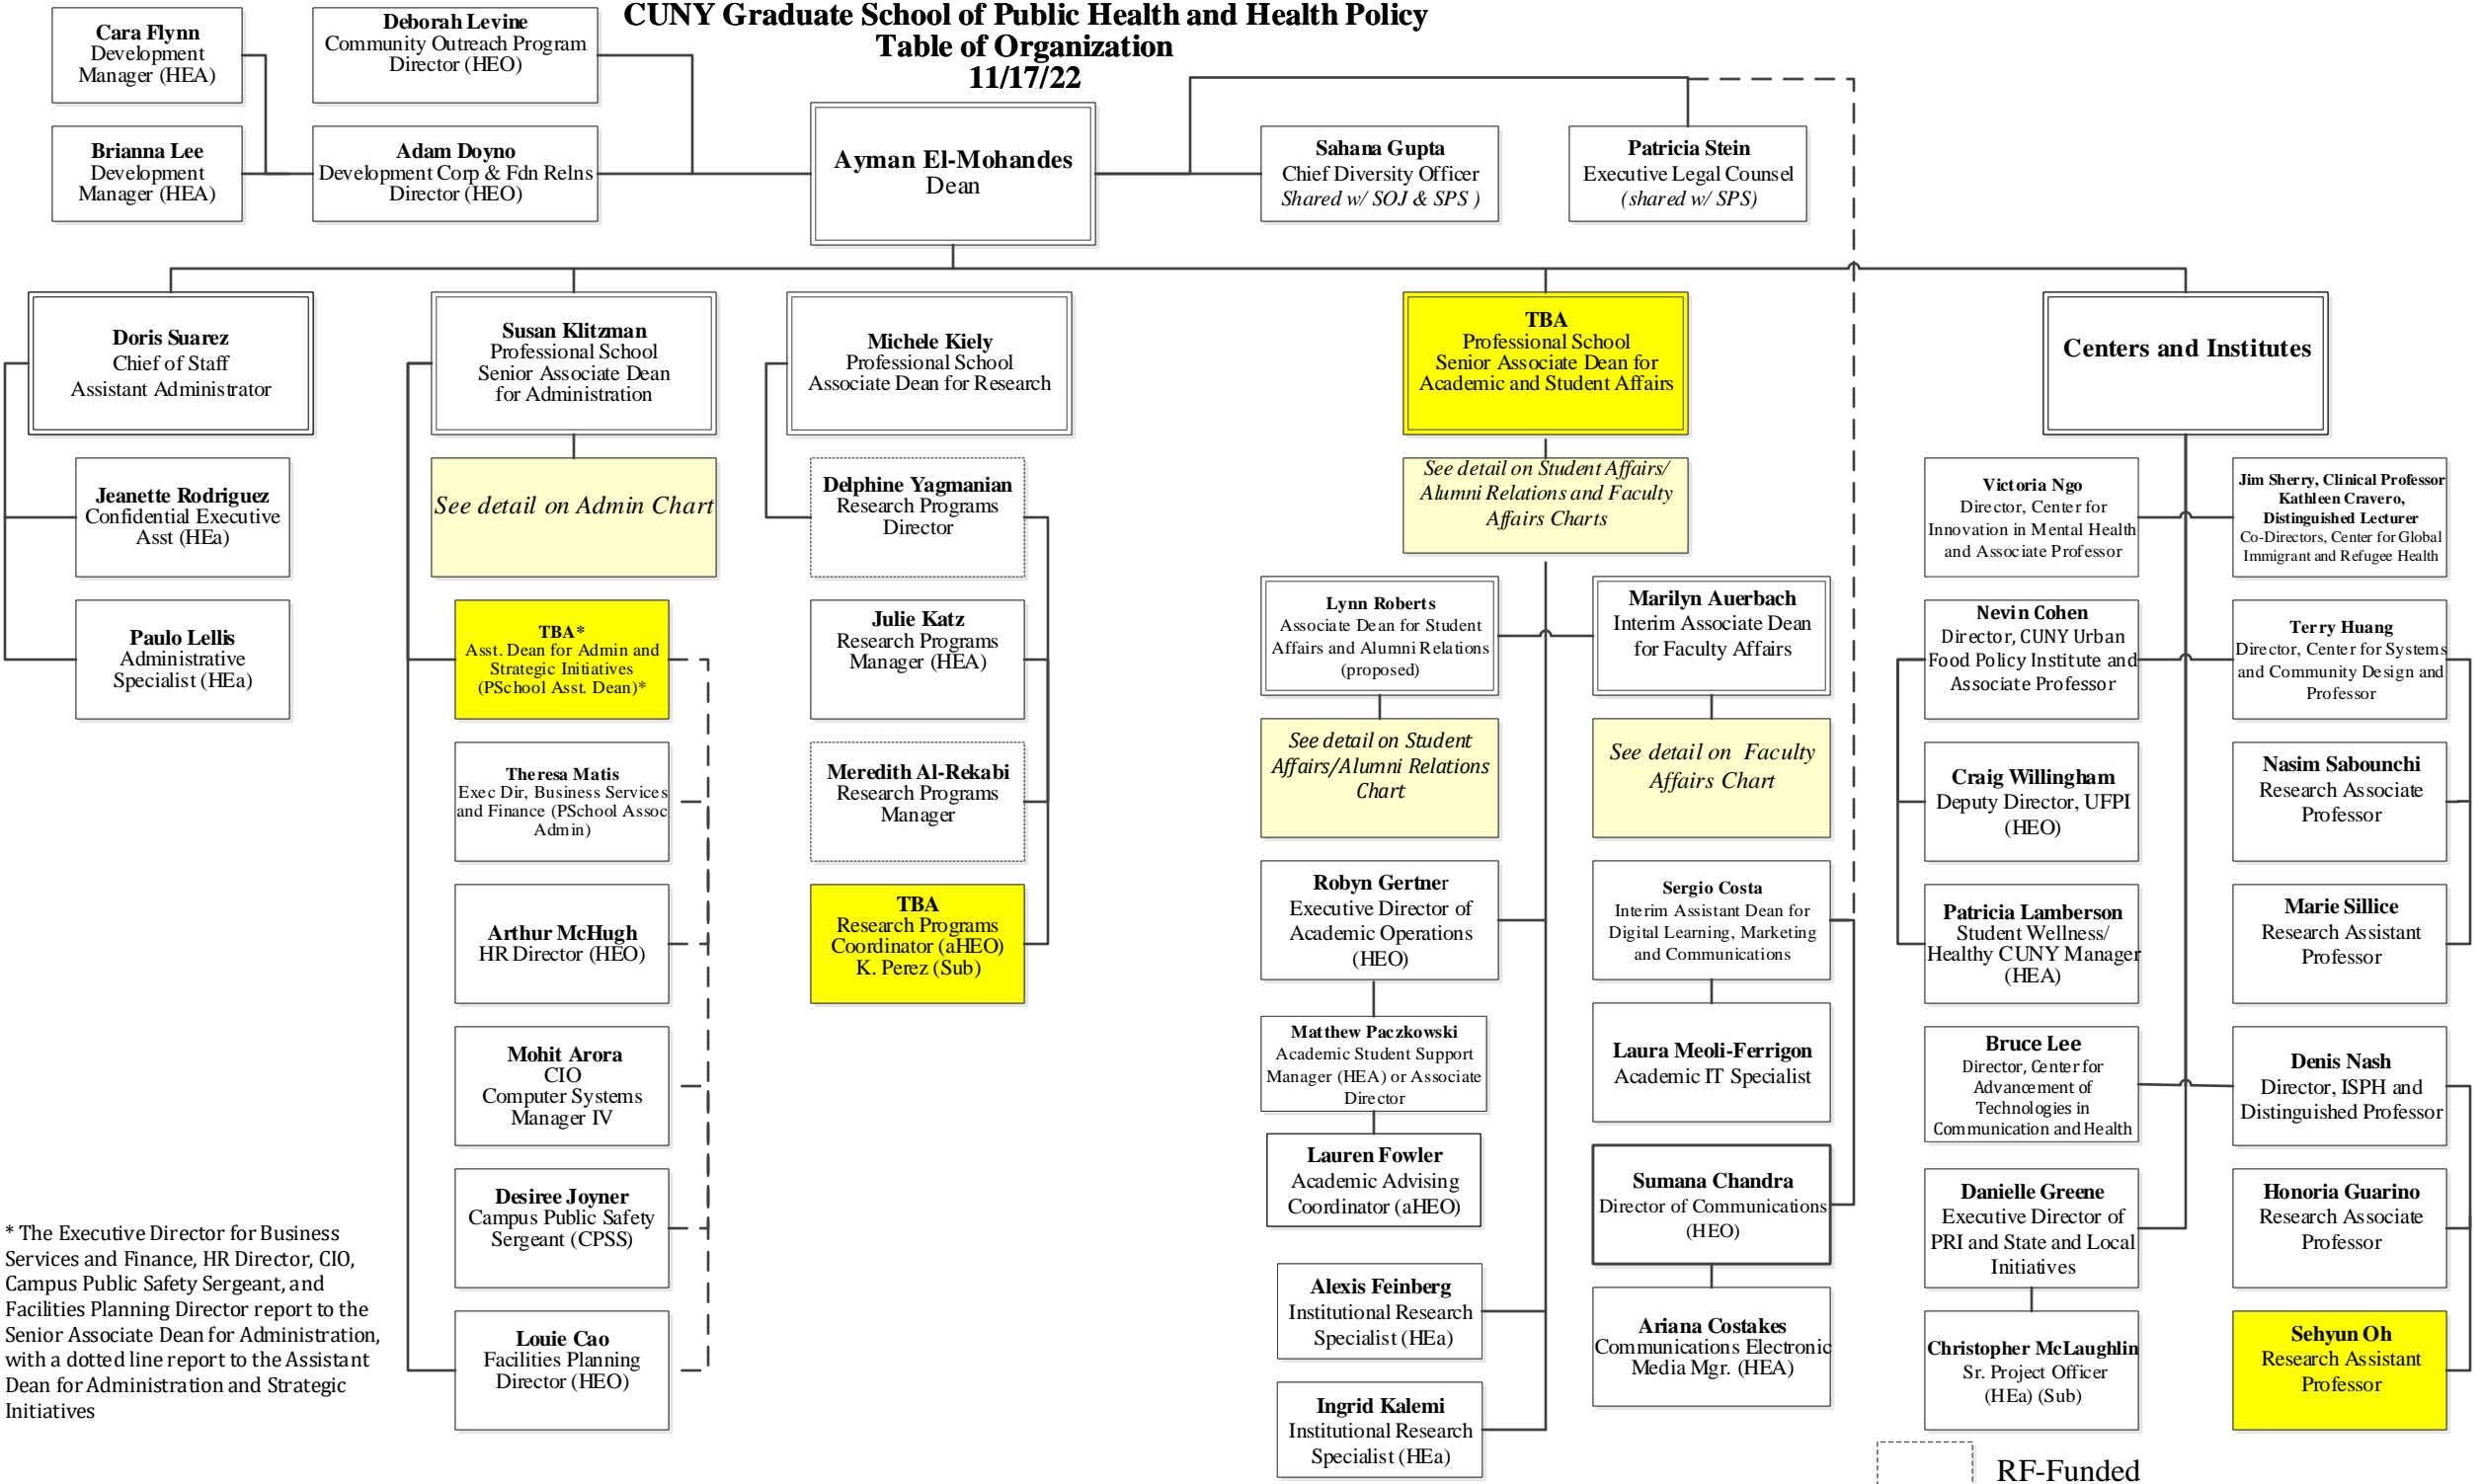 CUNY Graduate School of Public Health and Health Policy
Table of Organization
11/17/22
Cara Flynn
Development
Manager (HEA)
Deborah Levine
Community Outreach Program
Director (HEO)
Brianna Lee
Development
Manager (HEA)
Adam Doyno
Development Corp & Fdn Relns
Director (HEO)
Ayman El-Mohandes
Dean
Sahana Gupta
Chief Diversity Officer
Shared w/ SOJ & SPS )
Patricia Stein
Executive Legal Counsel
(shared w/ SPS)
Doris Suarez
Chief of Staff
Assistant Administrator
Jeanette Rodriguez
Confidential Executive
Asst (HEa)
Paulo Lellis
Administrative
Specialist (HEa)
Susan Klitzman
Professional School
Senior Associate Dean
for Administration
See detail on Admin Chart
TBA*
Asst. Dean for Admin and
Strategic Initiatives
(PSchool Asst. Dean)*
Theresa Matis
Exec Dir, Business Services
and Finance (PSchool Assoc
Admin)
Arthur McHugh
HR Director (HEO)
Mohit Arora
CIO
Computer Systems
Manager IV
Desiree Joyner
Campus Public Safety
Sergeant (CPSS)
Louie Cao
Facilities Planning
Director (HEO)
Michele Kiely
Professional School
Associate Dean for Research
Delphine Yagmanian
Research Programs
Director
Julie Katz
Research Programs
Manager (HEA)
Meredith Al-Rekabi
Research Programs
Manager
TBA
Research Programs
Coordinator (aHEO)
K. Perez (Sub)
TBA
Professional School
Senior Associate Dean for
Academic and Student Affairs
See detail on Student Affairs/
Alumni Relations and Faculty
Affairs Charts
Lynn Roberts
Associate Dean for Student
Affairs and Alumni Relations
(proposed)
See detail on Student
Affairs/Alumni Relations
Chart
Robyn Gertner
Executive Director of
Academic Operations
(HEO)
Matthew Paczkowski
Academic Student Support
Manager (HEA) or Associate
Director
Lauren Fowler
Academic Advising
Coordinator (aHEO)
Alexis Feinberg
Institutional Research
Specialist (HEa)
Ingrid Kalemi
Institutional Research
Specialist (HEa)
Marilyn Auerbach
Interim Associate Dean
for Faculty Affairs
See detail on Faculty
Affairs Chart
Sergio Costa
Interim Assistant Dean for
Digital Learning, Marketing
and Communications
Laura Meoli-Ferrigon
Academic IT Specialist
Sumana Chandra
Director of Communications
(HEO)
Ariana Costakes
Communications Electronic
Media Mgr. (HEA)
Centers and Institutes
Victoria Ngo
Director, Center for
Innovation in Mental Health
and Associate Professor
Nevin Cohen
Director, CUNY Urban
Food Policy Institute and
Associate Professor
Craig Willingham
Deputy Director, UFPI
(HEO)
Patricia Lamberson
Student Wellness/
Healthy CUNY Manager
(HEA)
Bruce Lee
Director, Center for
Advancement of
Technologies in
Communication and Health
Danielle Greene
Executive Director of
PRI and State and Local
Initiatives
Christopher McLaughlin
Sr. Project Officer
(HEa) (Sub)
Jim Sherry, Clinical Professor
Kathleen Cravero,
Distinguished Lecturer
Co-Directors, Center for Global
Immigrant and Refugee Health
Terry Huang
Director, Center for Systems
and Community Design and
Professor
Nasim Sabounchi
Research Associate
Professor
Marie Sillice
Research Assistant
Professor
Denis Nash
Director, ISPH and
Distinguished Professor
Honoria Guarino
Research Associate
Professor
Sehyun Oh
Research Assistant
Professor
* The Executive Director for Business
Services and Finance, HR Director, CIO,
Campus Public Safety Sergeant, and
Facilities Planning Director report to the
Senior Associate Dean for Administration,
with a dotted line report to the Assistant
Dean for Administration and Strategic
Initiatives
RF-Funded